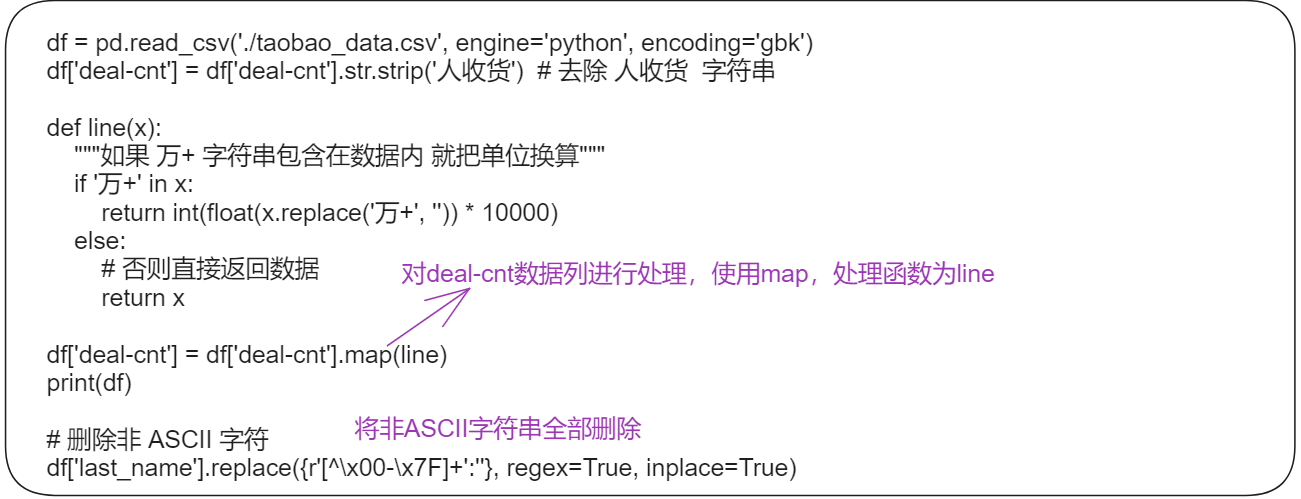 df = pd.read_csv('./taobao_data.csv', engine='python', encoding='gbk')
df['deal-cnt'] = df['deal-cnt'].str.strip('人收货')  # 去除 人收货  字符串
def line(x):
    """如果 万+ 字符串包含在数据内 就把单位换算"""
    if '万+' in x:
        return int(float(x.replace('万+', '')) * 10000)
    else:
        # 否则直接返回数据
对deal-cnt数据列进行处理，使用map，处理函数为line
        return x
df['deal-cnt'] = df['deal-cnt'].map(line)
print(df)
将非ASCII字符串全部删除
# 删除非 ASCII 字符
df['last_name'].replace({r'[^\x00-\x7F]+':''}, regex=True, inplace=True)